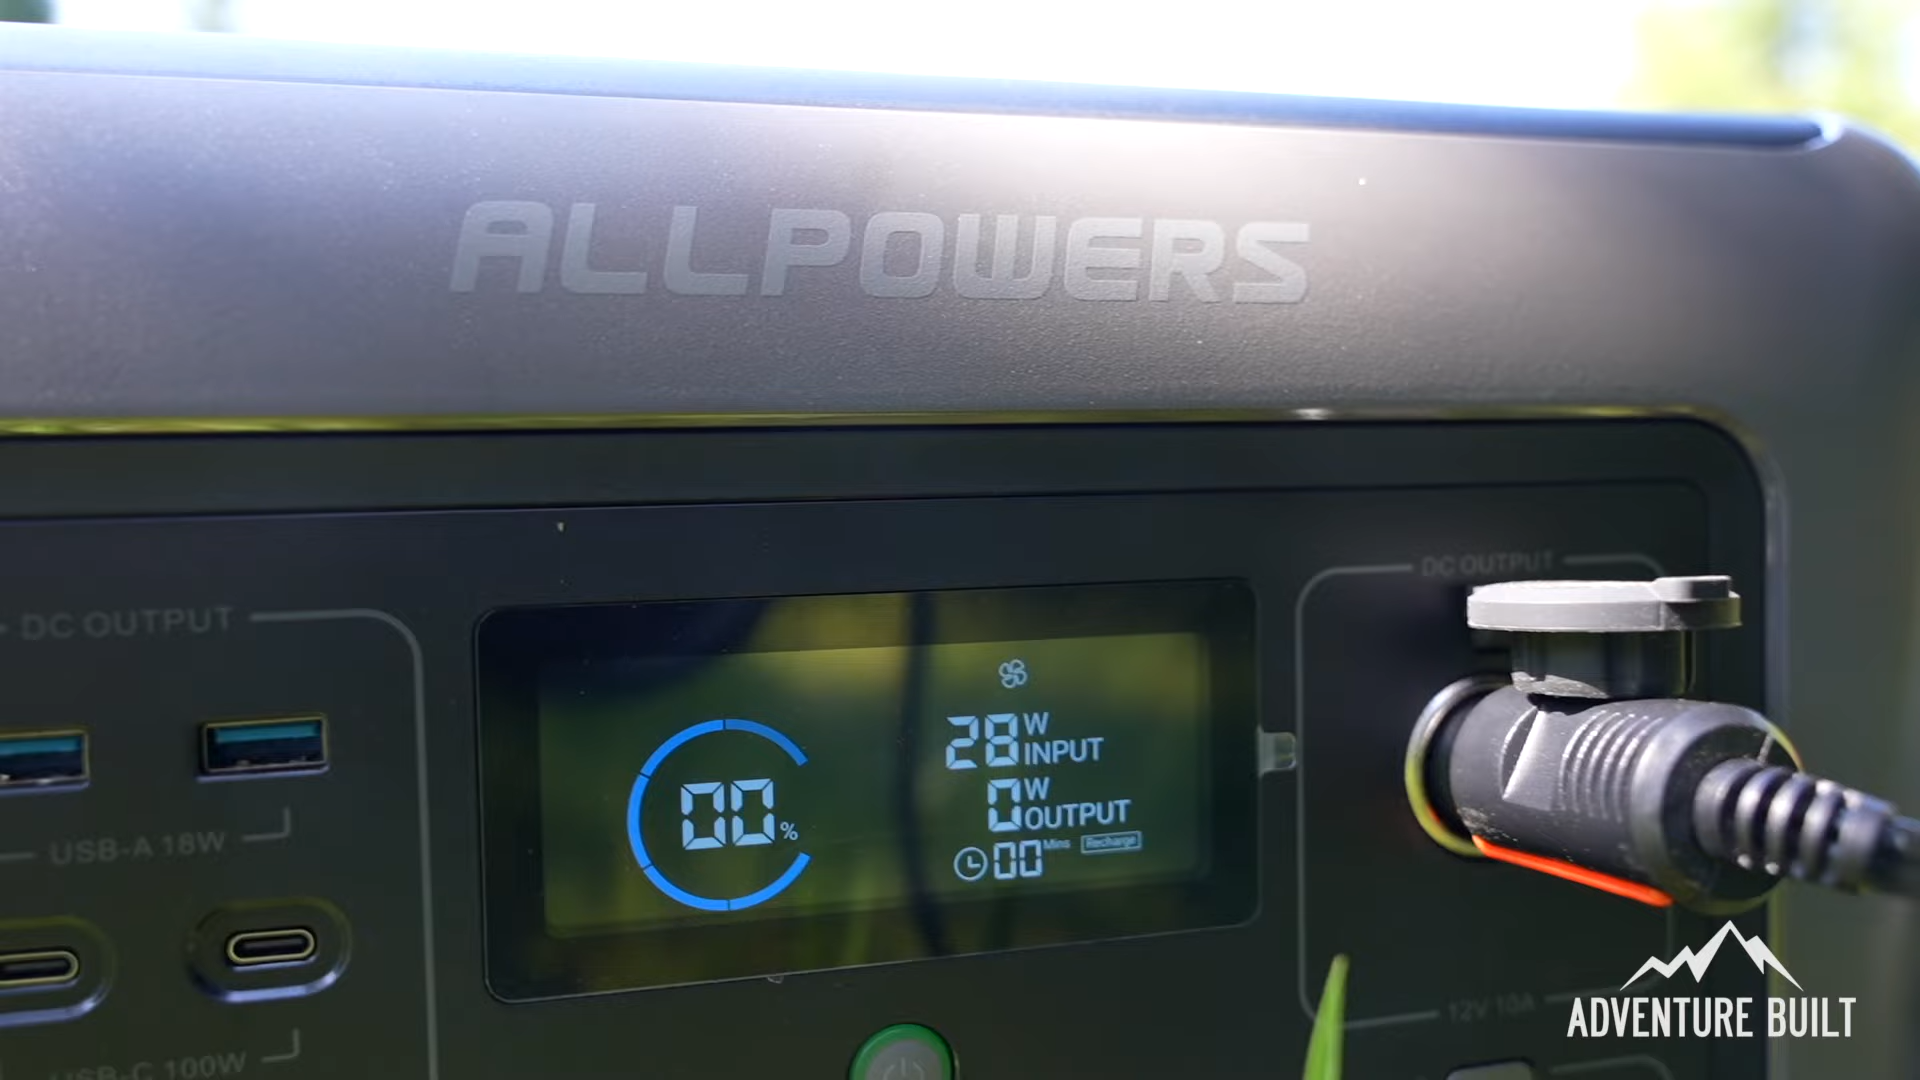 ALLPOWERS
DC OUTPUT
DC OUTPUT
28 W INPUT
00 %
0 W OUTPUT
00 Mins Recharge
USB-A 18W
USB-C 100W
12V 10A
ADVENTURE BUILT